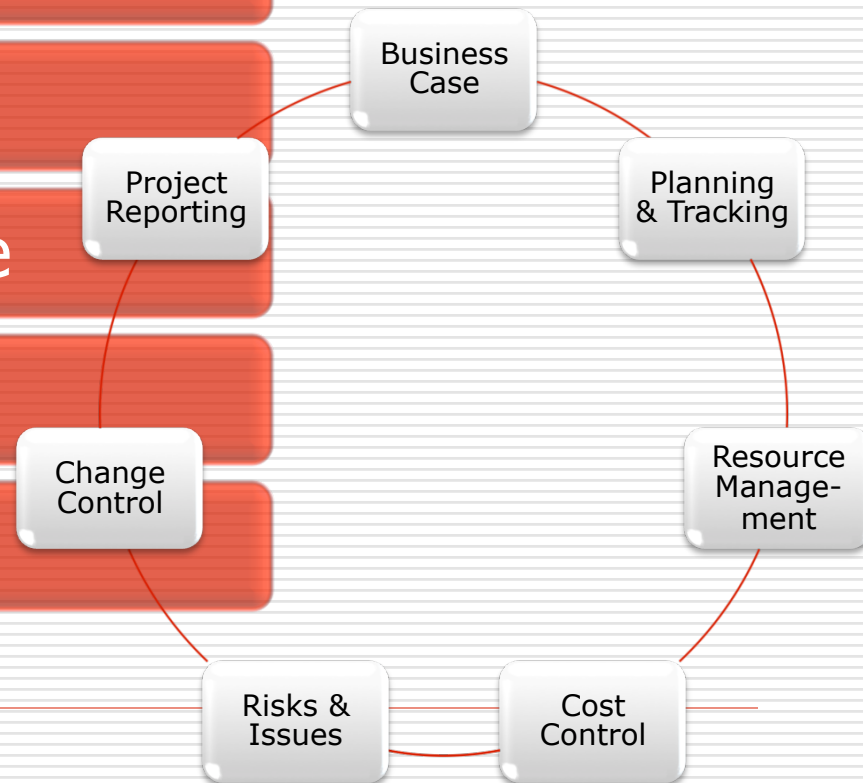 Business
Case
Planning
& Tracking
Resource
Manage-
ment
Cost
Control
Risks &
Issues
Change
Control
Project
Reporting
e